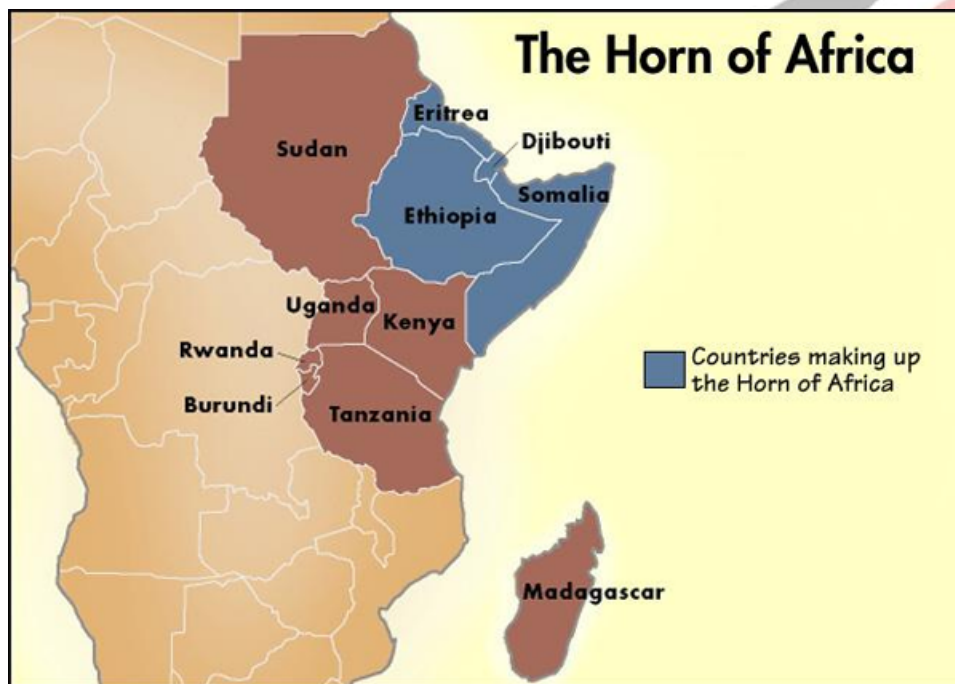 The Horn of Africa
Eritrea
Djibouti
Sudan
Somalia
Ethiopia
Uganda
Kenya
Rwanda
Countries making up
the Horn of Africa
Burundi
Tanzania
Madagascar